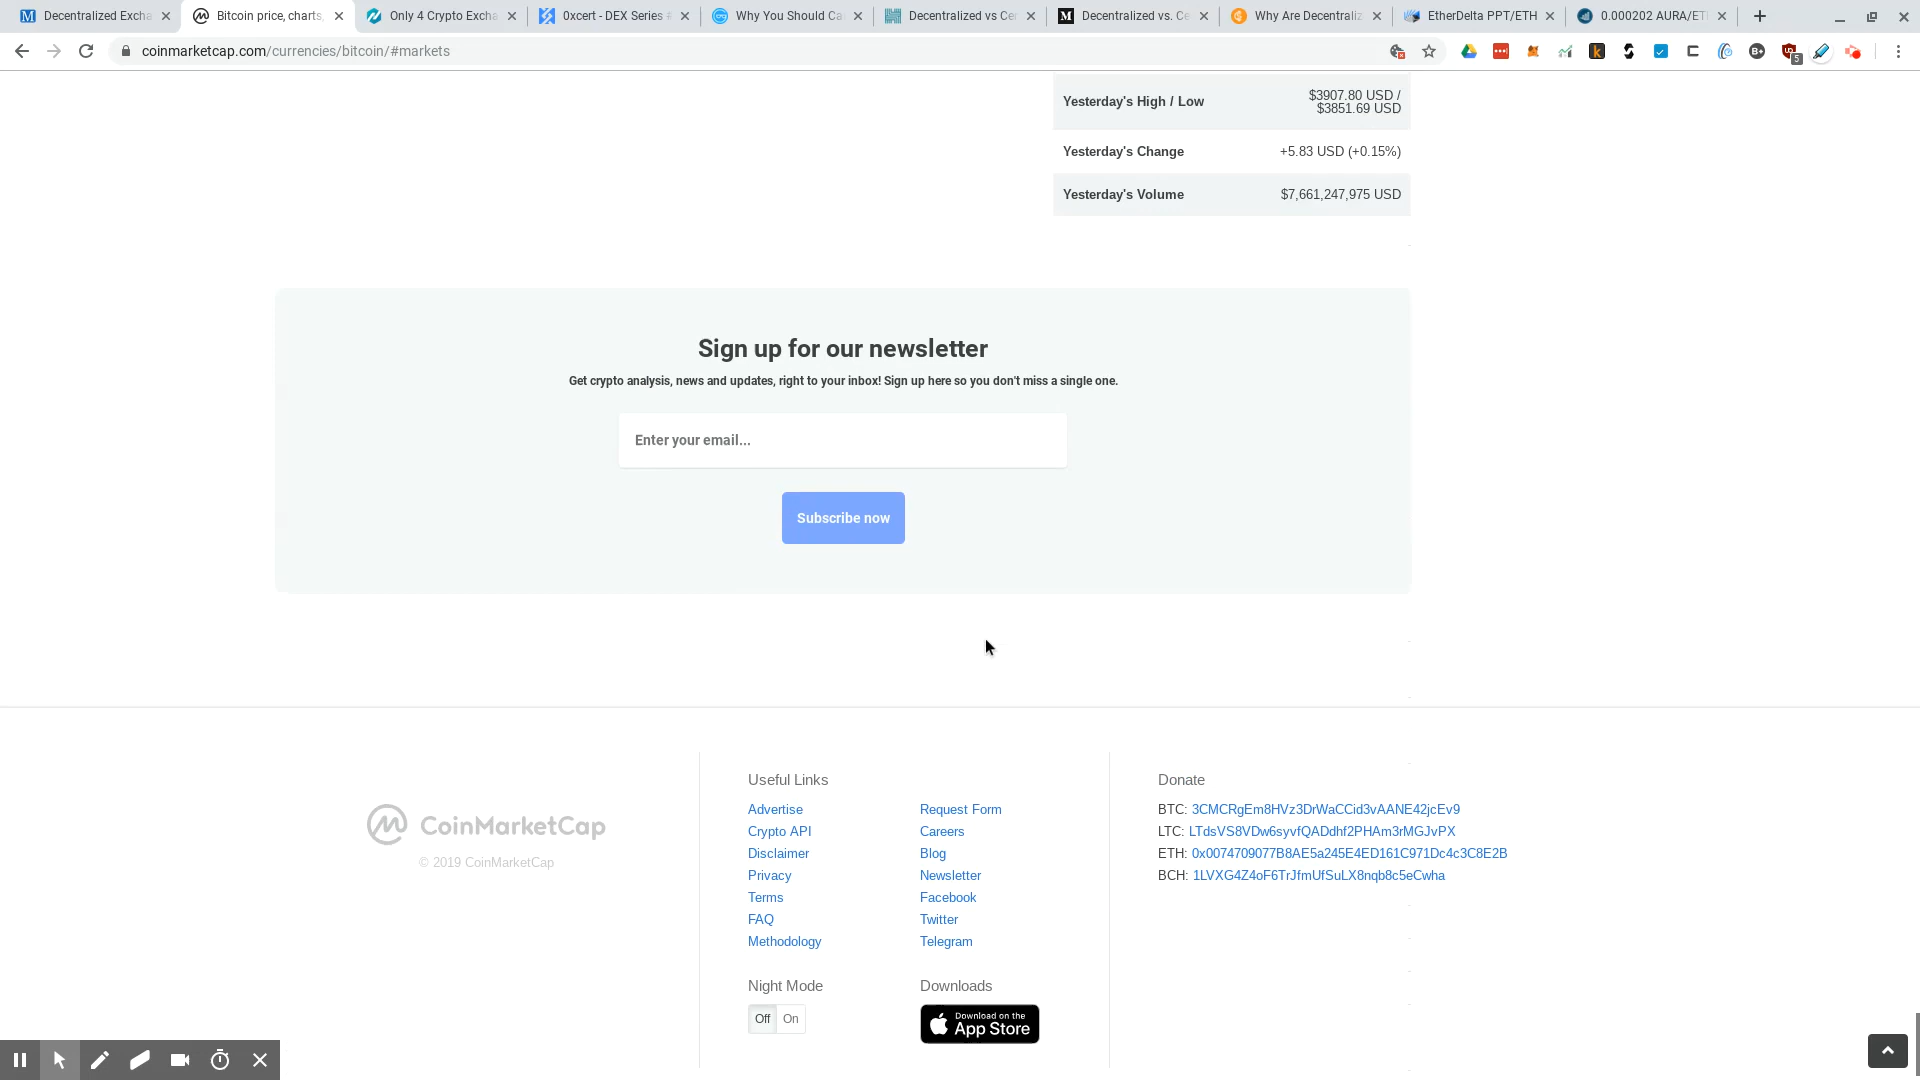 Decentralized Excha
Bitcoin price, charts,
Only 4 Crypto Excha
0xcert - DEX Series #
Why You Should Ca
Decentralized vs Cen
Decentralized vs. Ce
Why Are Decentraliz
EtherDelta PPT/ETH
0.000202 AURA/ET
coinmarketcap.com/currencies/bitcoin/#markets
5
Yesterday's High / Low
$3907.80 USD /
$3851.69 USD
Yesterday's Change
+5.83 USD (+0.15%)
Yesterday's Volume
$7,661,247,975 USD
Sign up for our newsletter
Get crypto analysis, news and updates, right to your inbox! Sign up here so you don't miss a single one.
Enter your email...
Subscribe now
CoinMarketCap
© 2019 CoinMarketCap
Useful Links
Advertise
Crypto API
Disclaimer
Privacy
Terms
FAQ
Methodology
Request Form
Careers
Blog
Newsletter
Facebook
Twitter
Telegram
Night Mode
Off On
Downloads
Download on the
App Store
Donate
BTC: 3CMCRgEm8HVz3DrWaCCid3vAANE42jcEv9
LTC: LTdsVS8VDw6syvfQADdhf2PHAm3rMGJvPX
ETH: 0x0074709077B8AE5a245E4ED161C971Dc4c3C8E2B
BCH: 1LVXG4Z4oF6TrJfmUfSuLX8nqb8c5eCwha